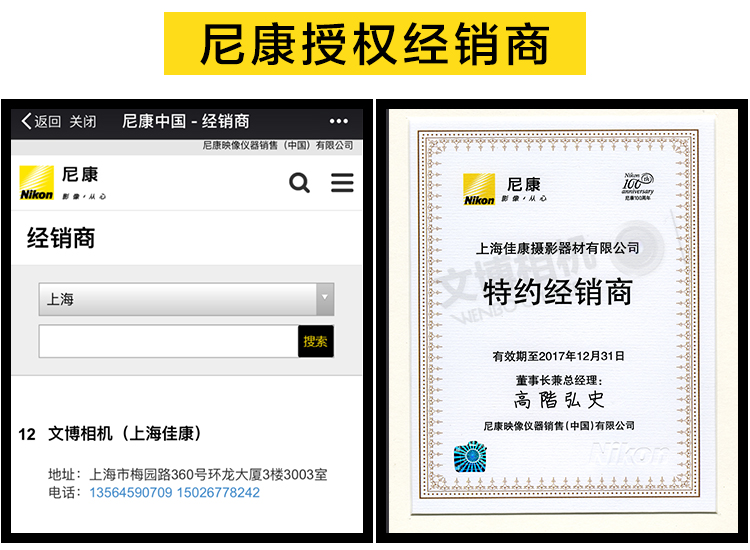 尼康授权经销商
返回 关闭 尼康中国 - 经销商
尼康映像仪器销售（中国）有限公司
Nikon
尼康
影像·从心
经销商
上海
搜索
12 文博相机（上海佳康）
地址：上海市梅园路360号环龙大厦3楼3003室
电话：13564590709 15026778242
Nikon
尼康
影像·从心
Nikon
100th
anniversary
尼康100周年
上海佳康摄影器材有限公司
文博相机
特约经销商
有效期至2017年12月31日
董事长兼总经理：
高階弘史
尼康映像仪器销售(中国)有限公司
Nikon